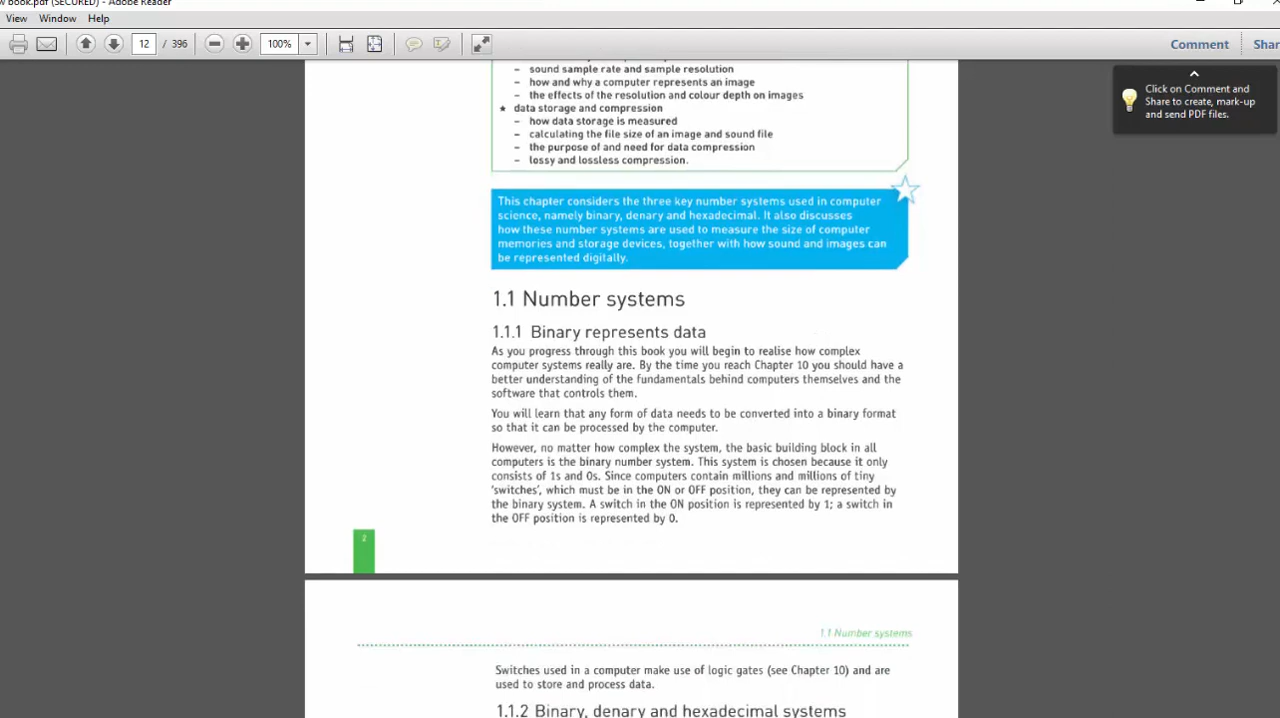 w book.pdf (SECURED) - Adobe Reader
View Window Help
12 / 396 100% Comment Shar
Click on Comment and
Share to create, mark-up
and send PDF files.
– sound sample rate and sample resolution
– how and why a computer represents an image
– the effects of the resolution and colour depth on images
★ data storage and compression
– how data storage is measured
– calculating the file size of an image and sound file
– the purpose of and need for data compression
– lossy and lossless compression.
This chapter considers the three key number systems used in computer
science, namely binary, denary and hexadecimal. It also discusses
how these number systems are used to measure the size of computer
memories and storage devices, together with how sound and images can
be represented digitally.
1.1 Number systems
1.1.1 Binary represents data
As you progress through this book you will begin to realise how complex
computer systems really are. By the time you reach Chapter 10 you should have a
better understanding of the fundamentals behind computers themselves and the
software that controls them.
You will learn that any form of data needs to be converted into a binary format
so that it can be processed by the computer.
However, no matter how complex the system, the basic building block in all
computers is the binary number system. This system is chosen because it only
consists of 1s and 0s. Since computers contain millions and millions of tiny
‘switches’, which must be in the ON or OFF position, they can be represented by
the binary system. A switch in the ON position is represented by 1; a switch in
the OFF position is represented by 0.
2
1.1 Number systems
Switches used in a computer make use of logic gates (see Chapter 10) and are
used to store and process data.
1.1.2 Binary, denary and hexadecimal systems